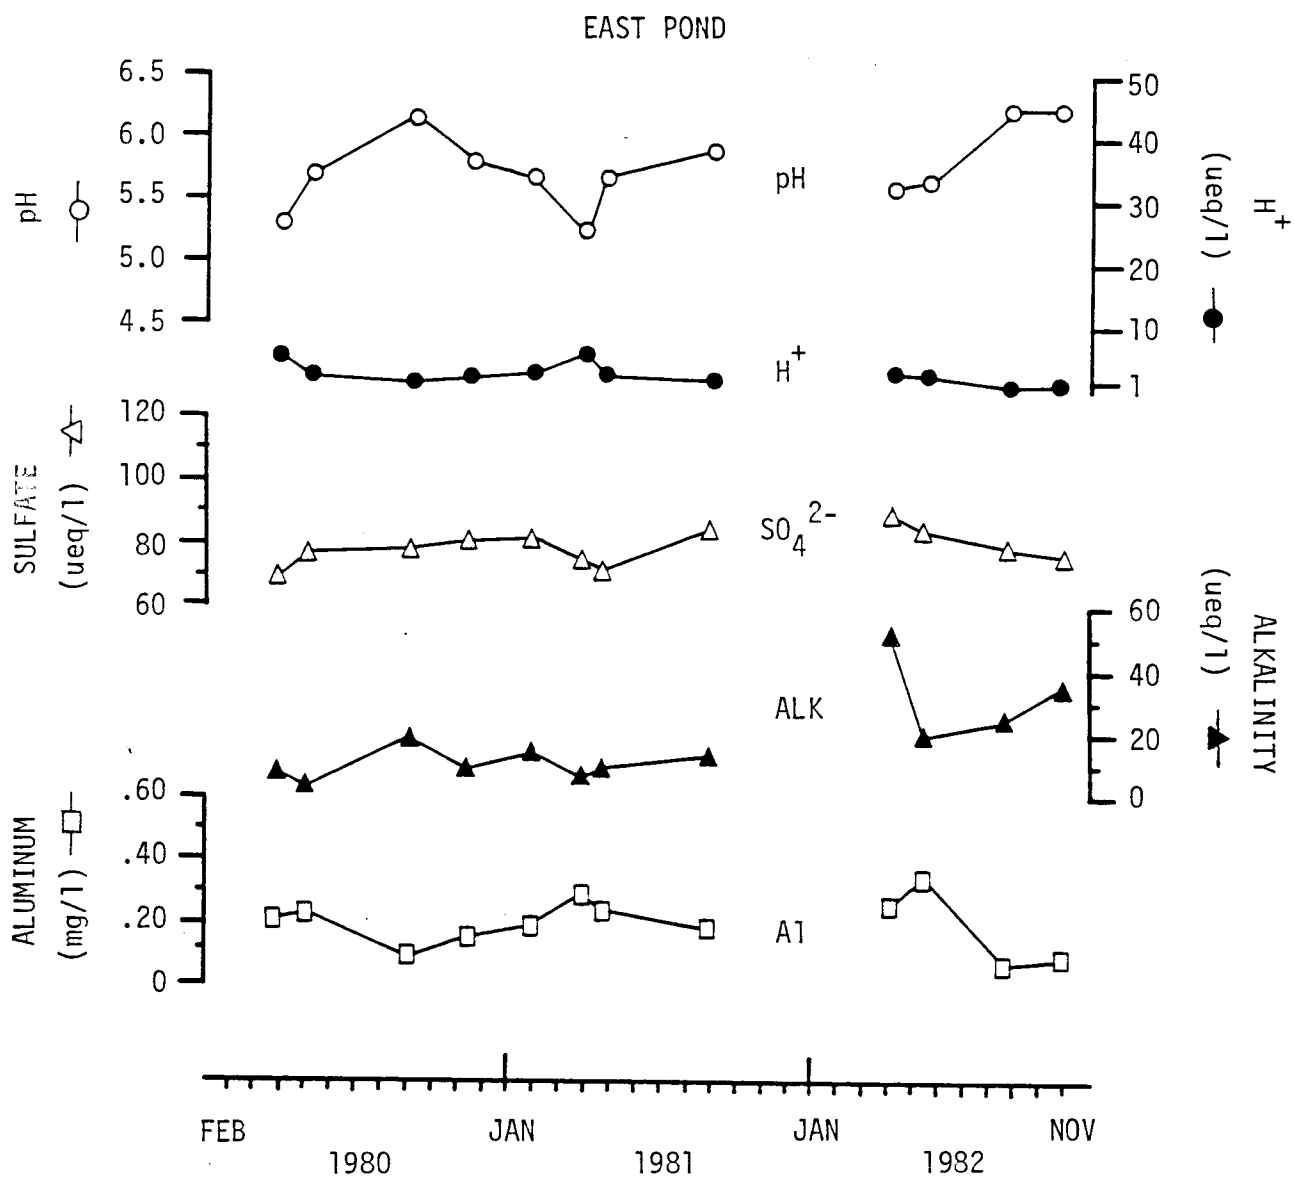 EAST POND
pH
6.5
6.0
5.5
5.0
4.5
pH
50
40
30
20
10
1
(ueq/l)
H+
H+
SULFATE
(ueq/l)
120
100
80
60
SO4 2-
ALK
60
40
20
0
(ueq/l)
ALKALINITY
ALUMINUM
(mg/l)
.60
.40
.20
0
Al
FEB
JAN
JAN
NOV
1980
1981
1982